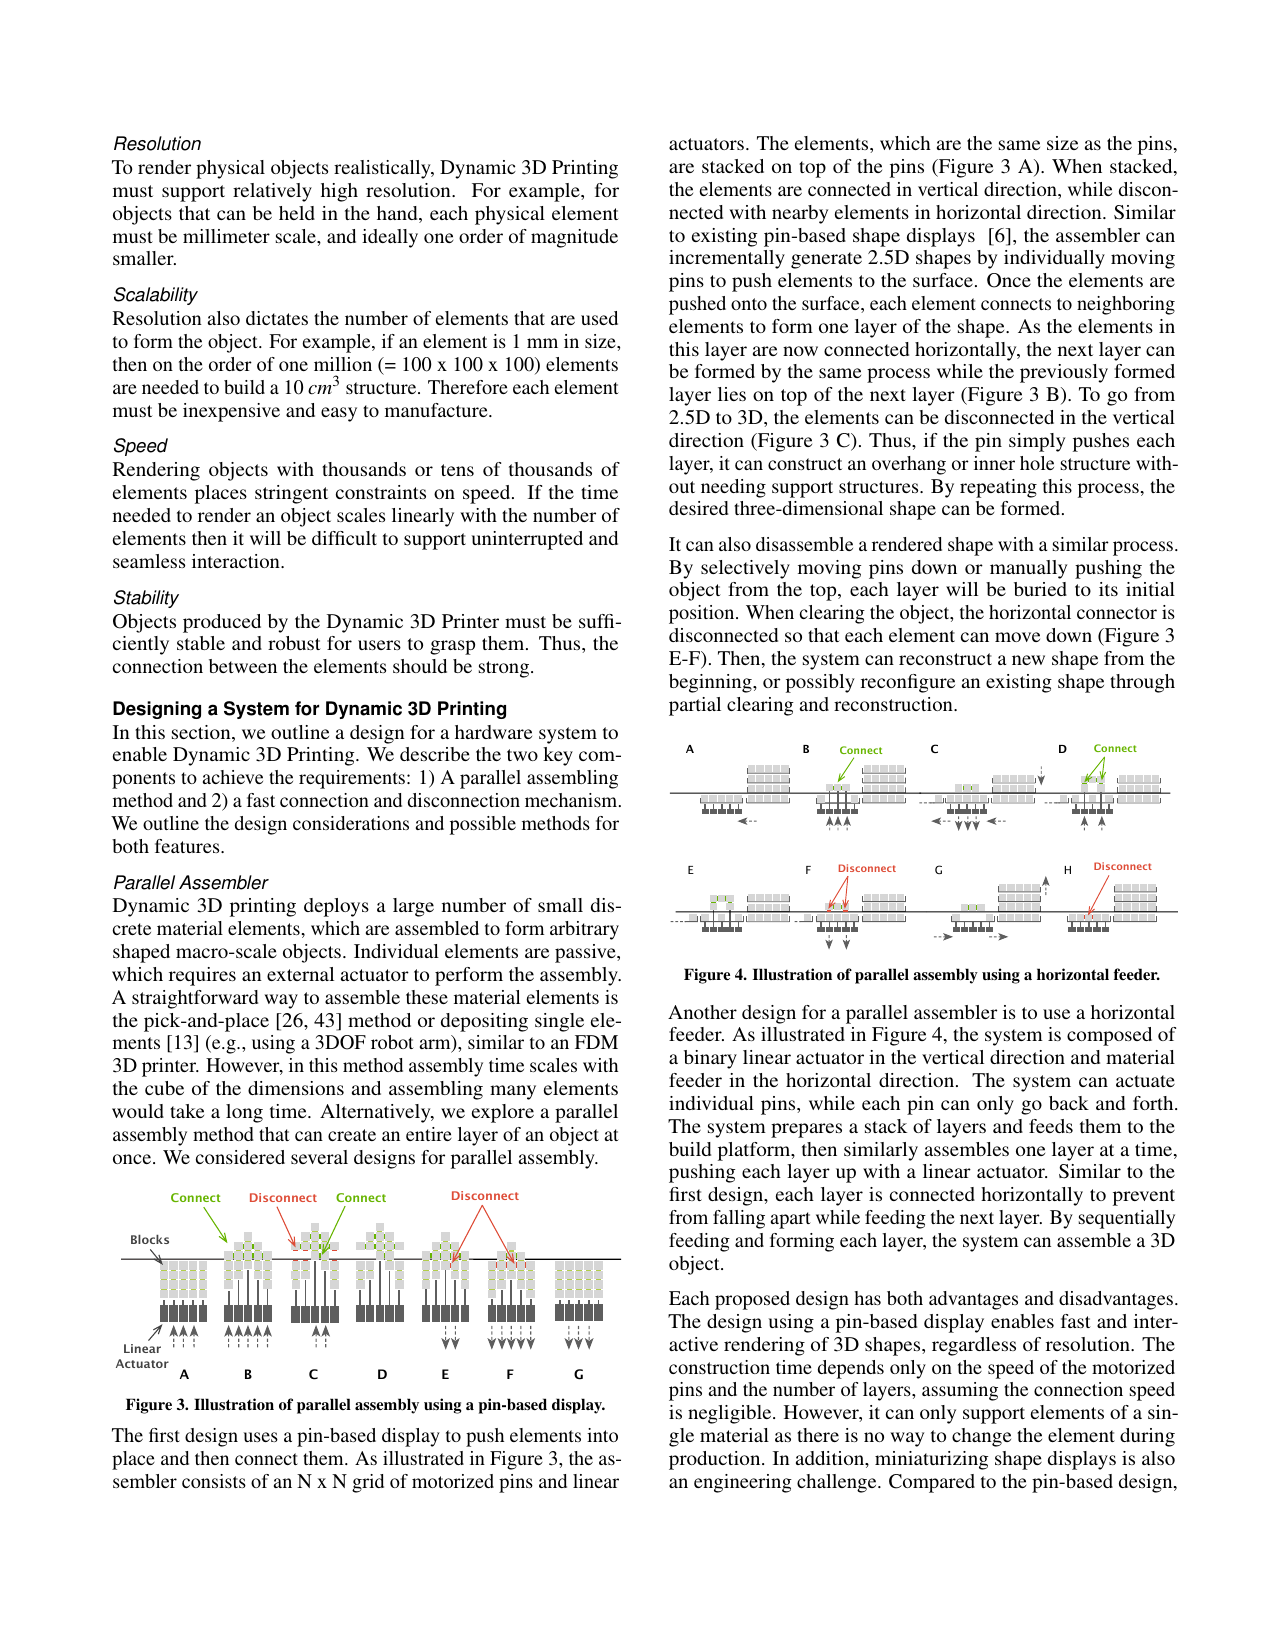 Resolution
To render physical objects realistically, Dynamic 3D Printing
must support relatively high resolution. For example, for
objects that can be held in the hand, each physical element
must be millimeter scale, and ideally one order of magnitude
smaller.
Scalability
Resolution also dictates the number of elements that are used
to form the object. For example, if an element is 1 mm in size,
then on the order of one million (= 100 x 100 x 100) elements
are needed to build a 10 cm³ structure. Therefore each element
must be inexpensive and easy to manufacture.
Speed
Rendering objects with thousands or tens of thousands of
elements places stringent constraints on speed. If the time
needed to render an object scales linearly with the number of
elements then it will be difficult to support uninterrupted and
seamless interaction.
Stability
Objects produced by the Dynamic 3D Printer must be suffi-
ciently stable and robust for users to grasp them. Thus, the
connection between the elements should be strong.
Designing a System for Dynamic 3D Printing
In this section, we outline a design for a hardware system to
enable Dynamic 3D Printing. We describe the two key com-
ponents to achieve the requirements: 1) A parallel assembling
method and 2) a fast connection and disconnection mechanism.
We outline the design considerations and possible methods for
both features.
Parallel Assembler
Dynamic 3D printing deploys a large number of small dis-
crete material elements, which are assembled to form arbitrary
shaped macro-scale objects. Individual elements are passive,
which requires an external actuator to perform the assembly.
A straightforward way to assemble these material elements is
the pick-and-place [26, 43] method or depositing single ele-
ments [13] (e.g., using a 3DOF robot arm), similar to an FDM
3D printer. However, in this method assembly time scales with
the cube of the dimensions and assembling many elements
would take a long time. Alternatively, we explore a parallel
assembly method that can create an entire layer of an object at
once. We considered several designs for parallel assembly.
Connect Disconnect Connect Disconnect
Blocks
Linear
Actuator
A B C D E F G
Figure 3. Illustration of parallel assembly using a pin-based display.
The first design uses a pin-based display to push elements into
place and then connect them. As illustrated in Figure 3, the as-
sembler consists of an N x N grid of motorized pins and linear
actuators. The elements, which are the same size as the pins,
are stacked on top of the pins (Figure 3 A). When stacked,
the elements are connected in vertical direction, while discon-
nected with nearby elements in horizontal direction. Similar
to existing pin-based shape displays [6], the assembler can
incrementally generate 2.5D shapes by individually moving
pins to push elements to the surface. Once the elements are
pushed onto the surface, each element connects to neighboring
elements to form one layer of the shape. As the elements in
this layer are now connected horizontally, the next layer can
be formed by the same process while the previously formed
layer lies on top of the next layer (Figure 3 B). To go from
2.5D to 3D, the elements can be disconnected in the vertical
direction (Figure 3 C). Thus, if the pin simply pushes each
layer, it can construct an overhang or inner hole structure with-
out needing support structures. By repeating this process, the
desired three-dimensional shape can be formed.
It can also disassemble a rendered shape with a similar process.
By selectively moving pins down or manually pushing the
object from the top, each layer will be buried to its initial
position. When clearing the object, the horizontal connector is
disconnected so that each element can move down (Figure 3
E-F). Then, the system can reconstruct a new shape from the
beginning, or possibly reconfigure an existing shape through
partial clearing and reconstruction.
A B Connect C D Connect
E F Disconnect G H Disconnect
Figure 4. Illustration of parallel assembly using a horizontal feeder.
Another design for a parallel assembler is to use a horizontal
feeder. As illustrated in Figure 4, the system is composed of
a binary linear actuator in the vertical direction and material
feeder in the horizontal direction. The system can actuate
individual pins, while each pin can only go back and forth.
The system prepares a stack of layers and feeds them to the
build platform, then similarly assembles one layer at a time,
pushing each layer up with a linear actuator. Similar to the
first design, each layer is connected horizontally to prevent
from falling apart while feeding the next layer. By sequentially
feeding and forming each layer, the system can assemble a 3D
object.
Each proposed design has both advantages and disadvantages.
The design using a pin-based display enables fast and inter-
active rendering of 3D shapes, regardless of resolution. The
construction time depends only on the speed of the motorized
pins and the number of layers, assuming the connection speed
is negligible. However, it can only support elements of a sin-
gle material as there is no way to change the element during
production. In addition, miniaturizing shape displays is also
an engineering challenge. Compared to the pin-based design,